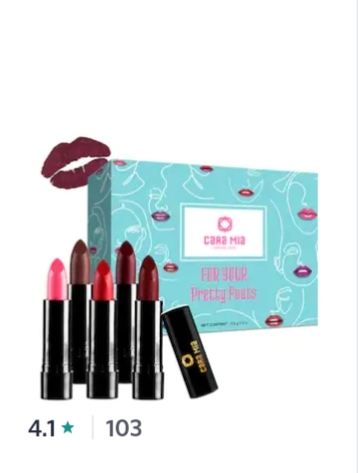 CARA MIA
FOR YOUR
Pretty Pouts
CARA MIA
4.1 ★ | 103